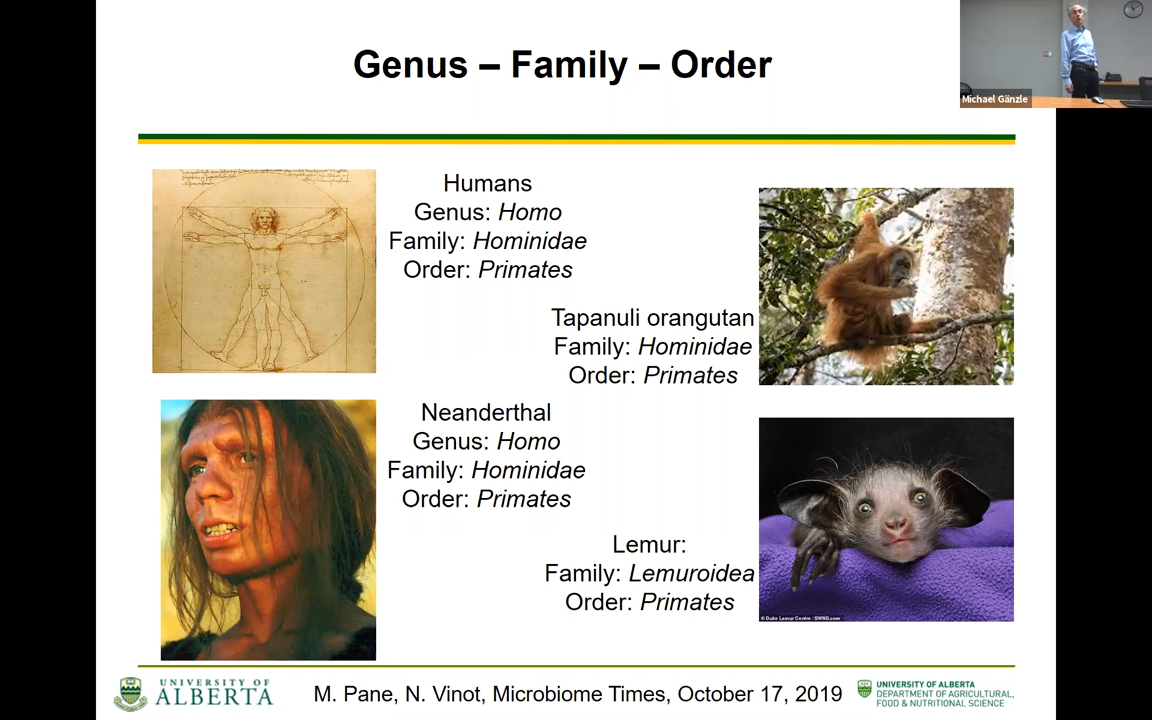 Genus – Family – Order
Michael Gänzle
Humans
Genus: Homo
Family: Hominidae
Order: Primates
Tapanuli orangutan
Family: Hominidae
Order: Primates
Neanderthal
Genus: Homo
Family: Hominidae
Order: Primates
Lemur:
Family: Lemuroidea
Order: Primates
© Duke Lemur Centre / SWNS.com
UNIVERSITY OF
ALBERTA
M. Pane, N. Vinot, Microbiome Times, October 17, 2019
UNIVERSITY OF ALBERTA
DEPARTMENT OF AGRICULTURAL,
FOOD & NUTRITIONAL SCIENCE